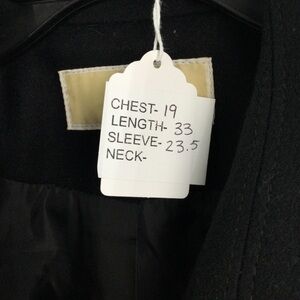 CHEST- 19
LENGTH- 33
SLEEVE- 23.5
NECK-